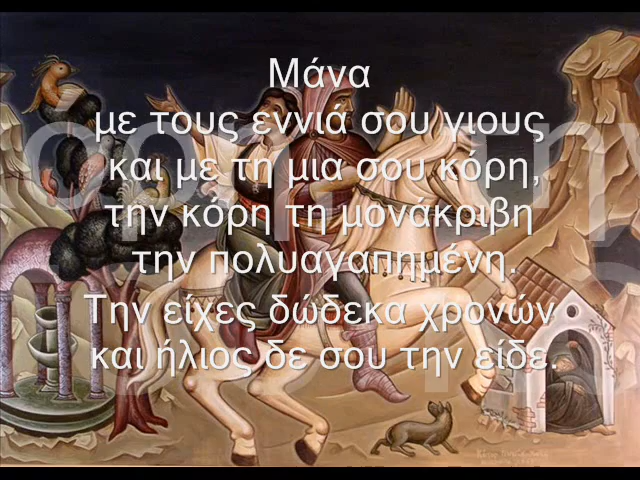 Μάνα
με τους εννιά σου γιους
και με τη μια σου κόρη,
την κόρη τη μονάκριβη
την πολυαγαπημένη.
Την είχες δώδεκα χρονών
και ήλιος δε σου την είδε.